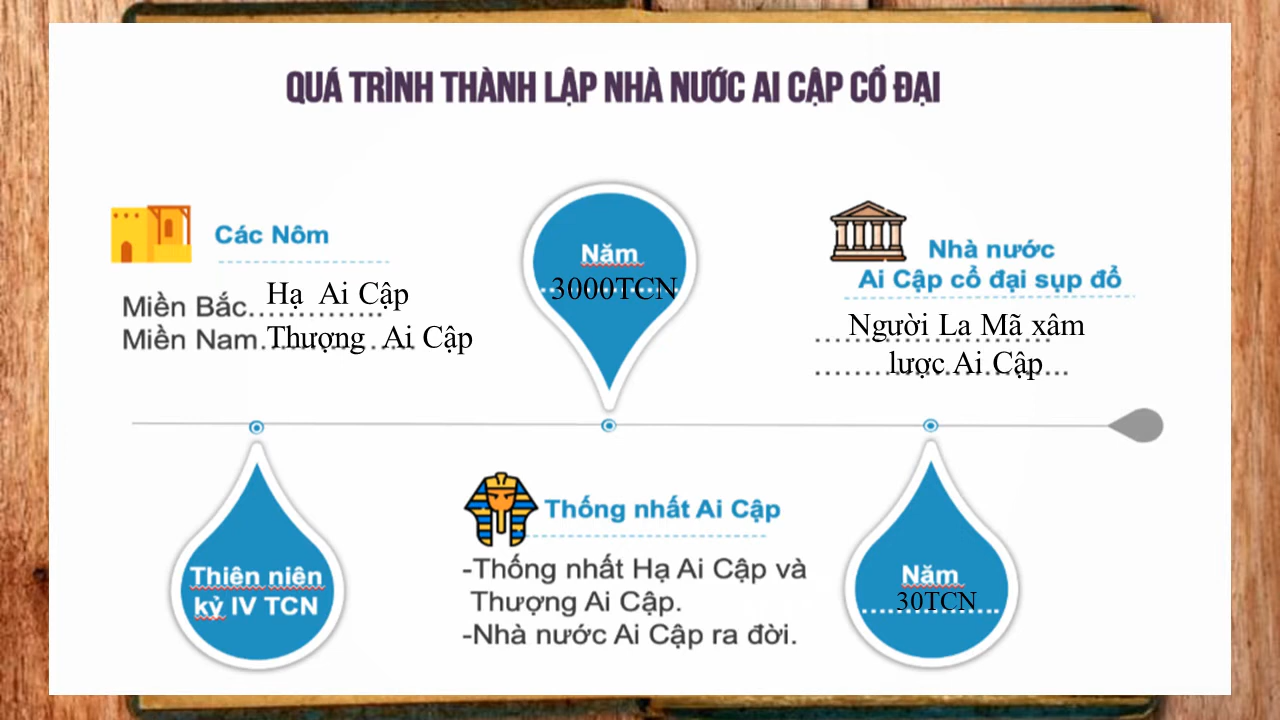 QUÁ TRÌNH THÀNH LẬP NHÀ NƯỚC AI CẬP CỔ ĐẠI
Các Nôm
Miền Bắc.............. Hạ Ai Cập
Miền Nam................ Thượng Ai Cập
Năm
3000TCN
Nhà nước
Ai Cập cổ đại sụp đổ
Người La Mã xâm
lược Ai Cập
Thiên niên
kỷ IV TCN
Thống nhất Ai Cập
-Thống nhất Hạ Ai Cập và
Thượng Ai Cập.
-Nhà nước Ai Cập ra đời.
Năm
30TCN